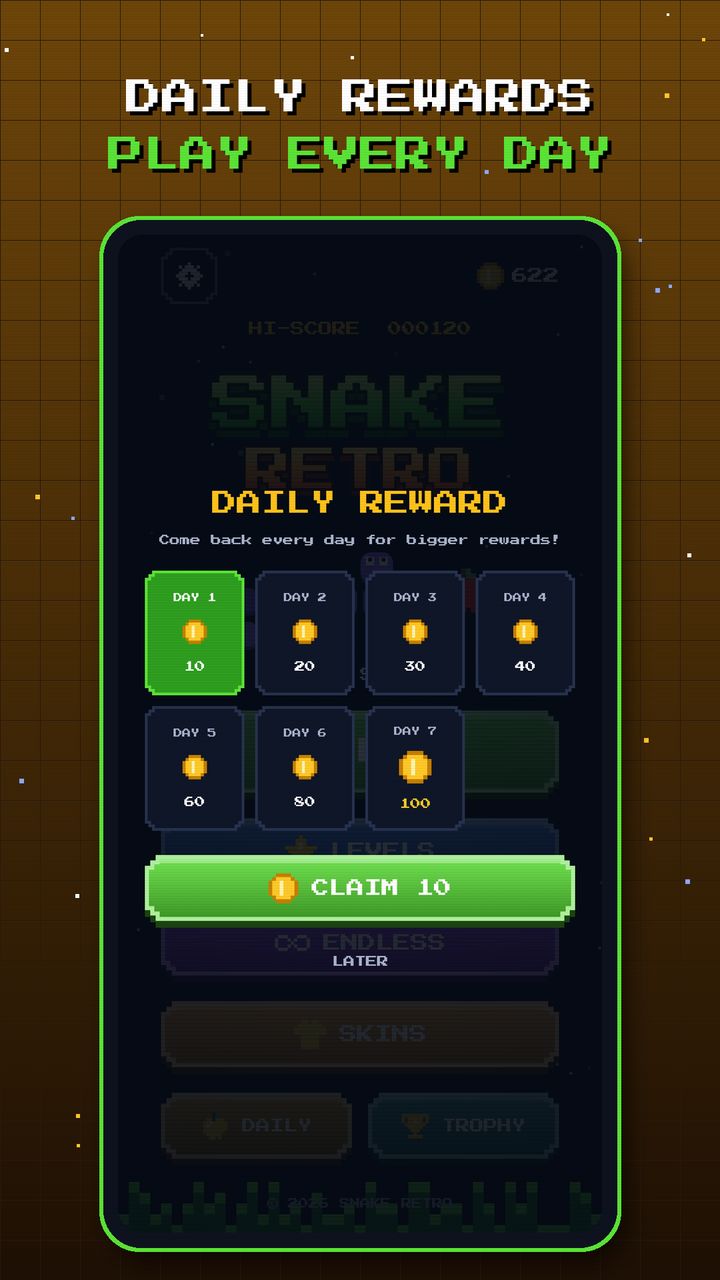 DAILY REWARDS
PLAY EVERY DAY
622
HI-SCORE 000120
SNAKE
RETRO
DAILY REWARD
Come back every day for bigger rewards!
DAY 1 DAY 2 DAY 3 DAY 4
10 20 30 40
DAY 5 DAY 6 DAY 7
60 80 100
LEVELS
CLAIM 10
ENDLESS
LATER
SKINS
DAILY TROPHY
© 2026 SNAKE RETRO